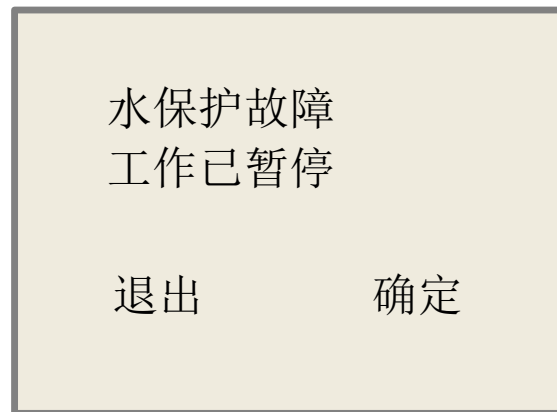 水保护故障
工作已暂停
退出 确定